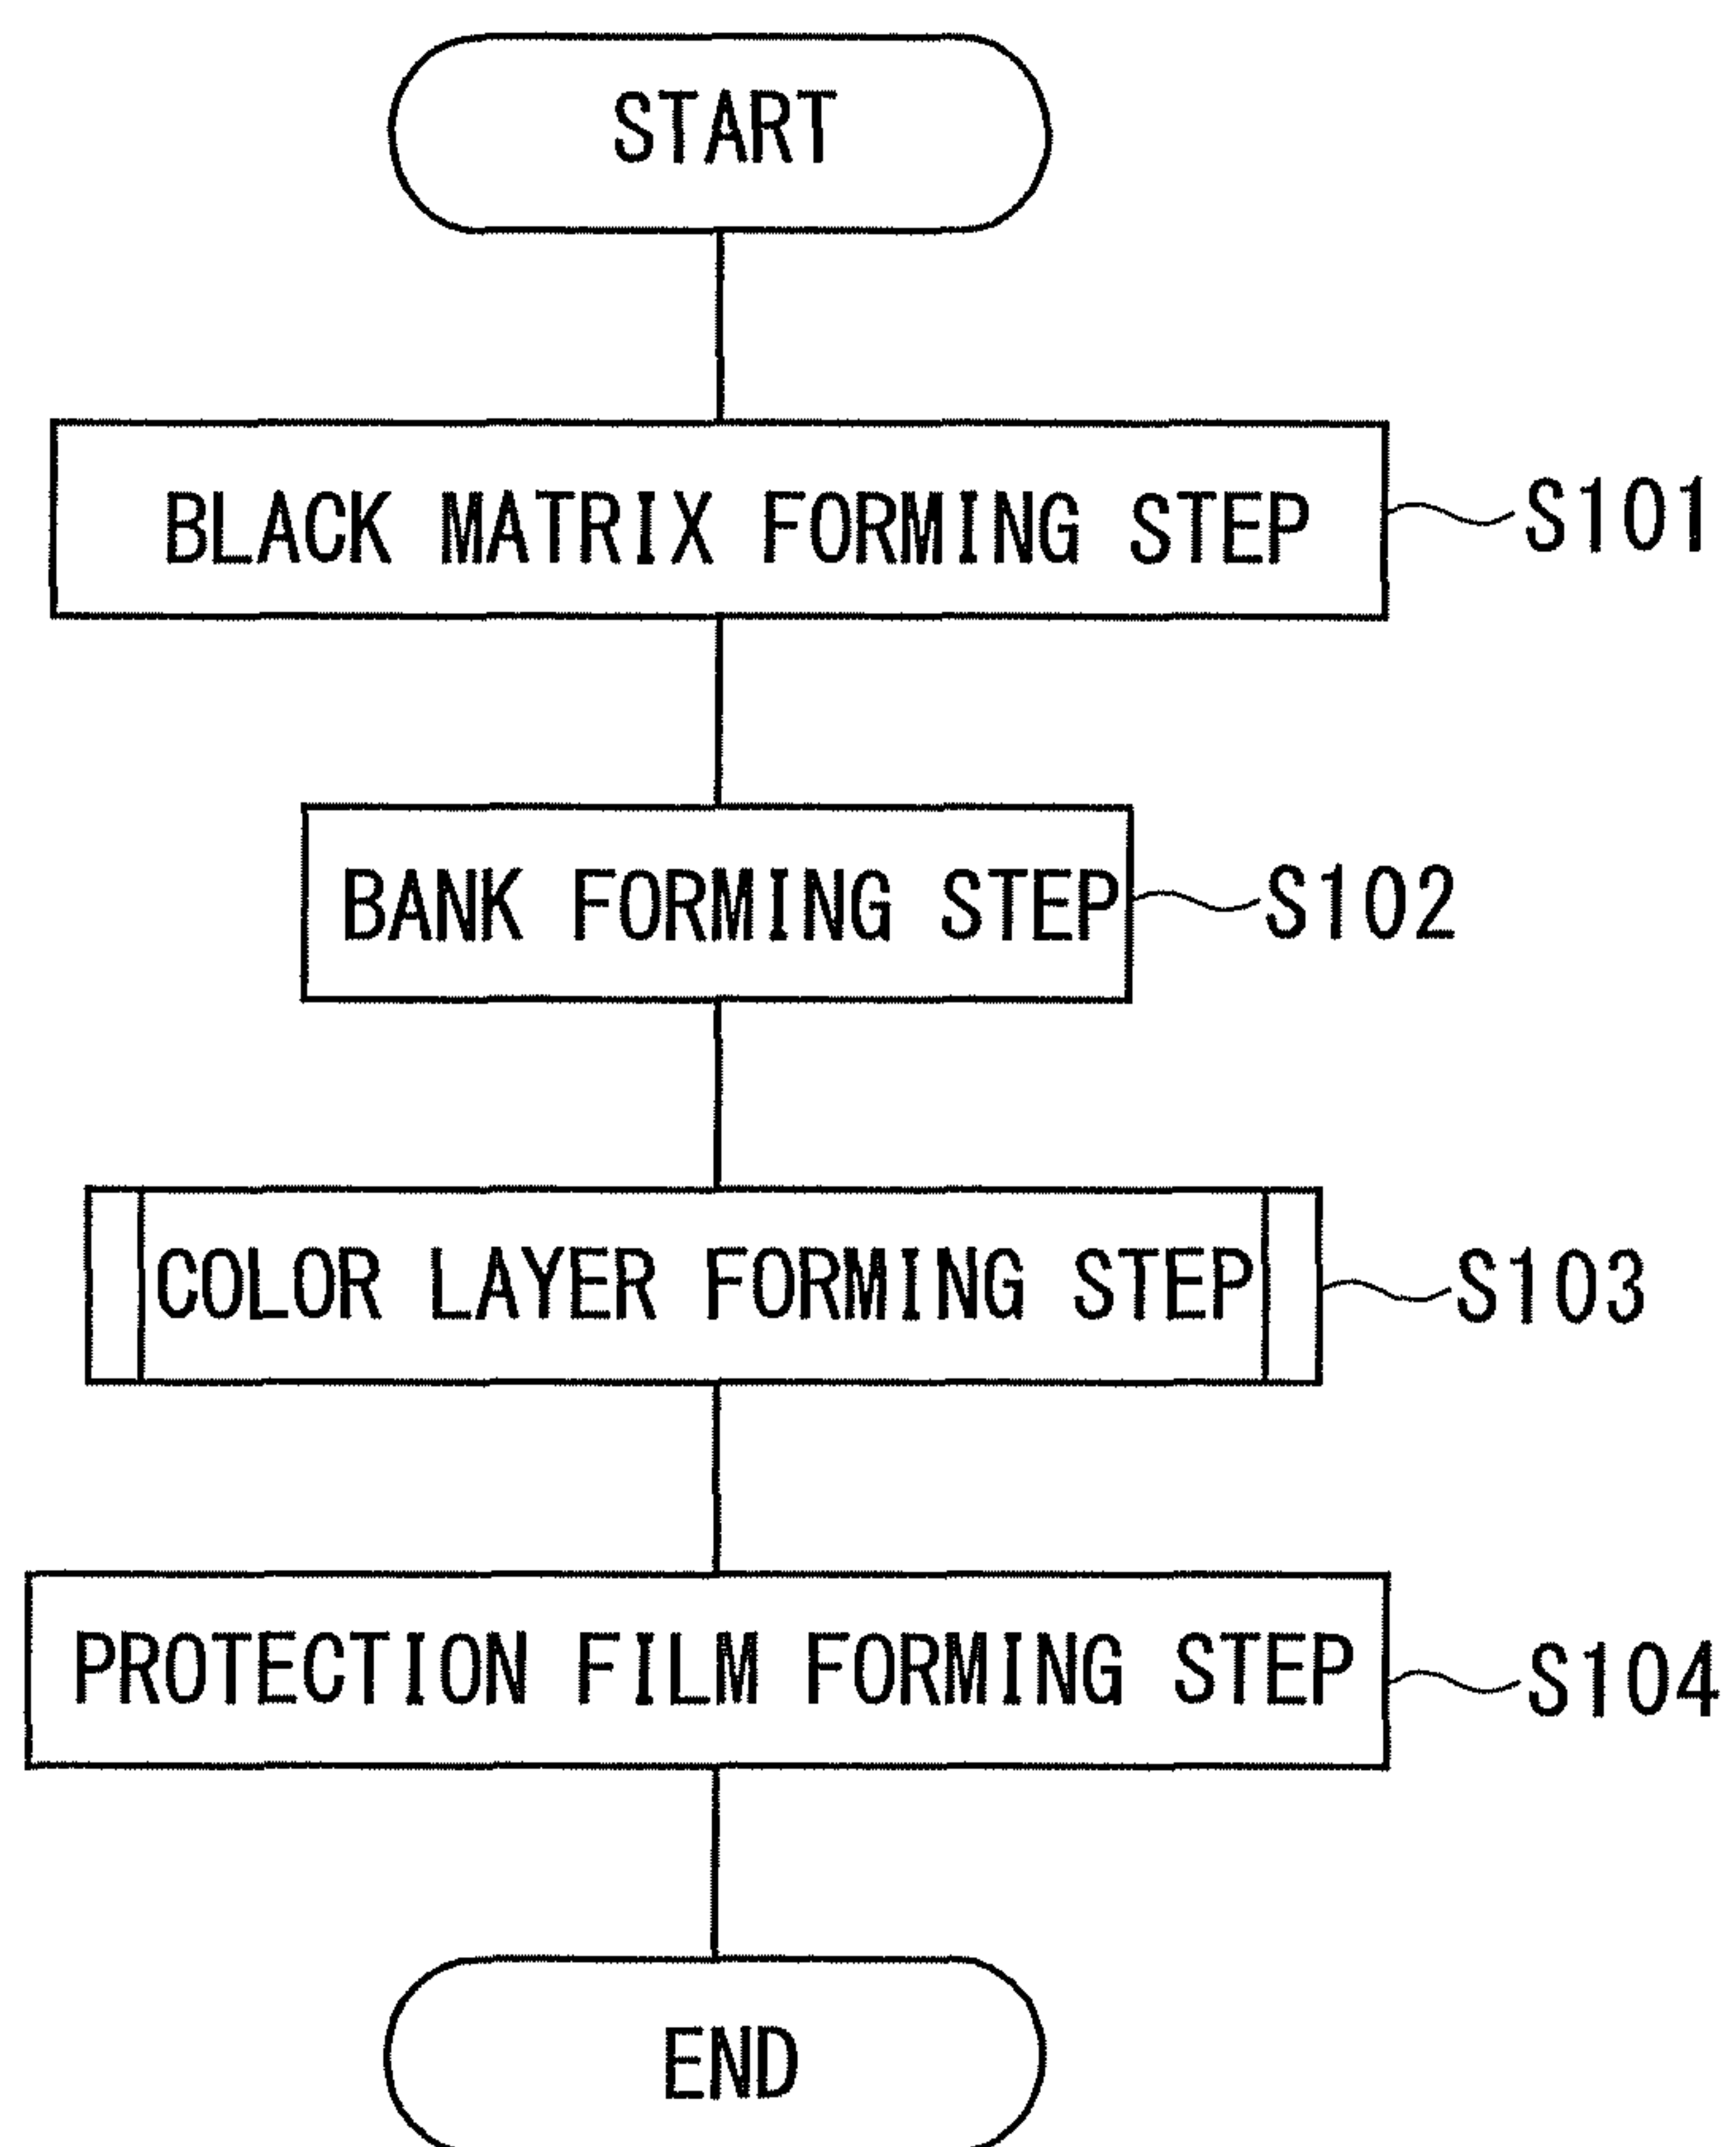 START
BLACK MATRIX FORMING STEP
S101
BANK FORMING STEP
S102
COLOR LAYER FORMING STEP
S103
PROTECTION FILM FORMING STEP
S104
END